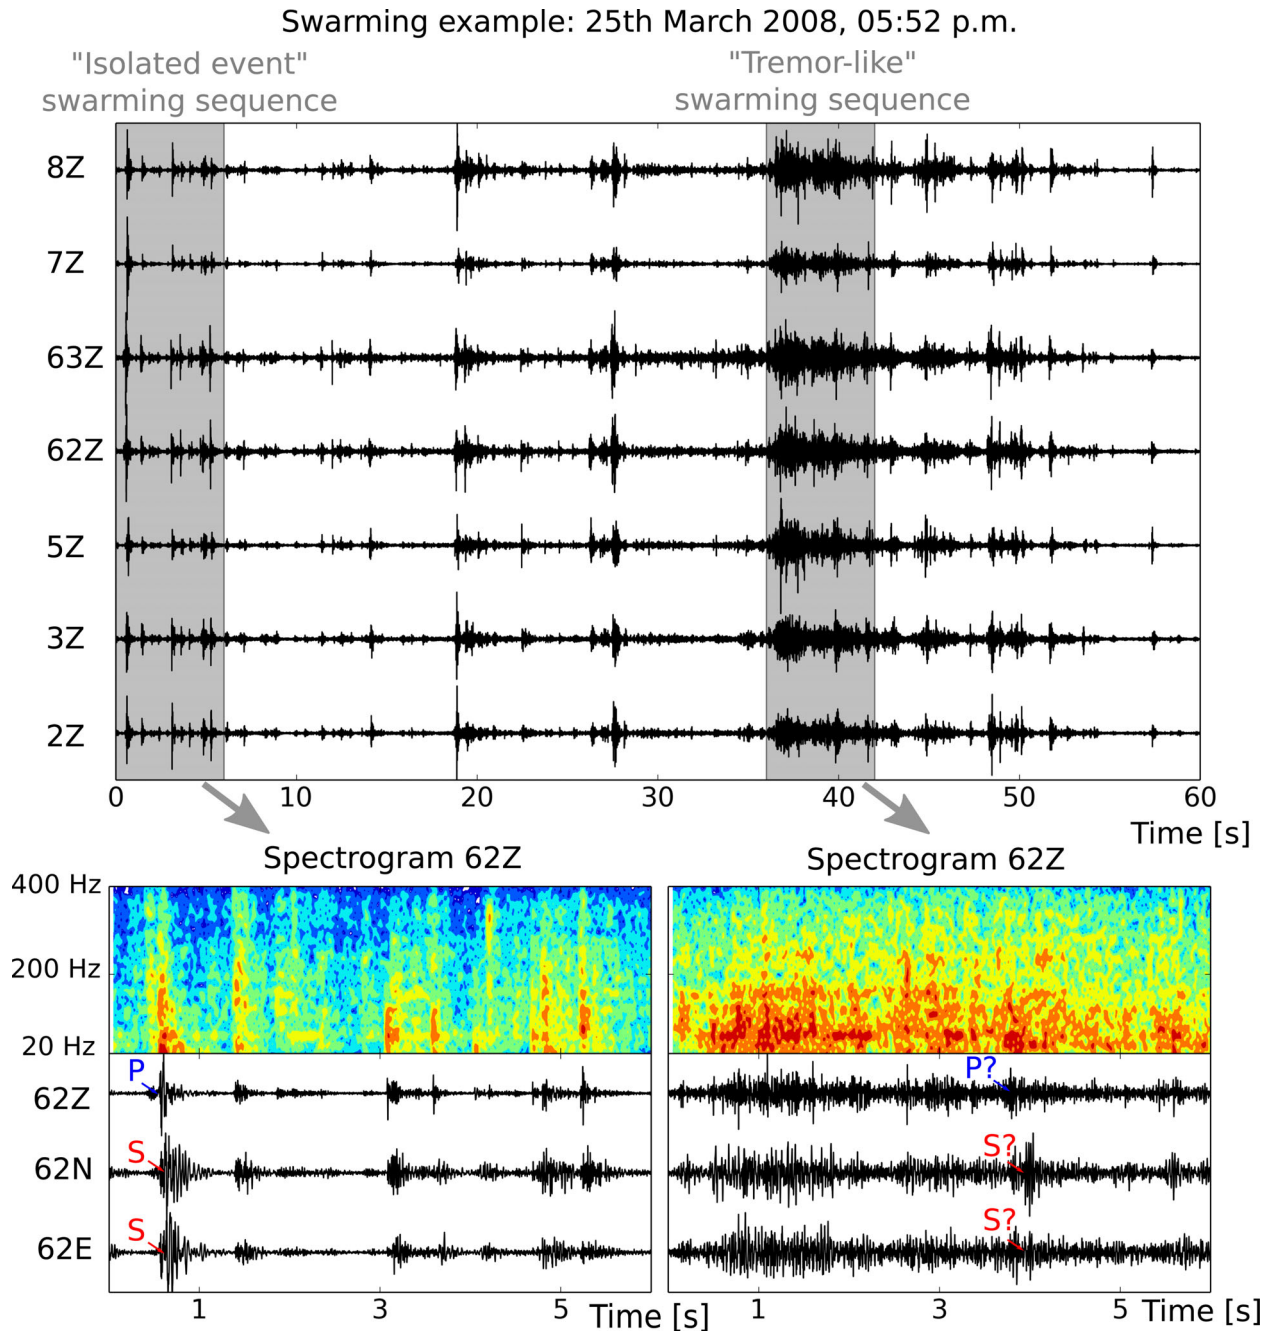 Swarming example: 25th March 2008, 05:52 p.m.
"Isolated event"
swarming sequence
"Tremor-like"
swarming sequence
8Z
7Z
63Z
62Z
5Z
3Z
2Z
0 10 20 30 40 50 60
Time [s]
Spectrogram 62Z
Spectrogram 62Z
400 Hz
200 Hz
20 Hz
P
P?
62Z
S
S?
62N
S
S?
62E
1 3 5 Time [s]
1 3 5 Time [s]